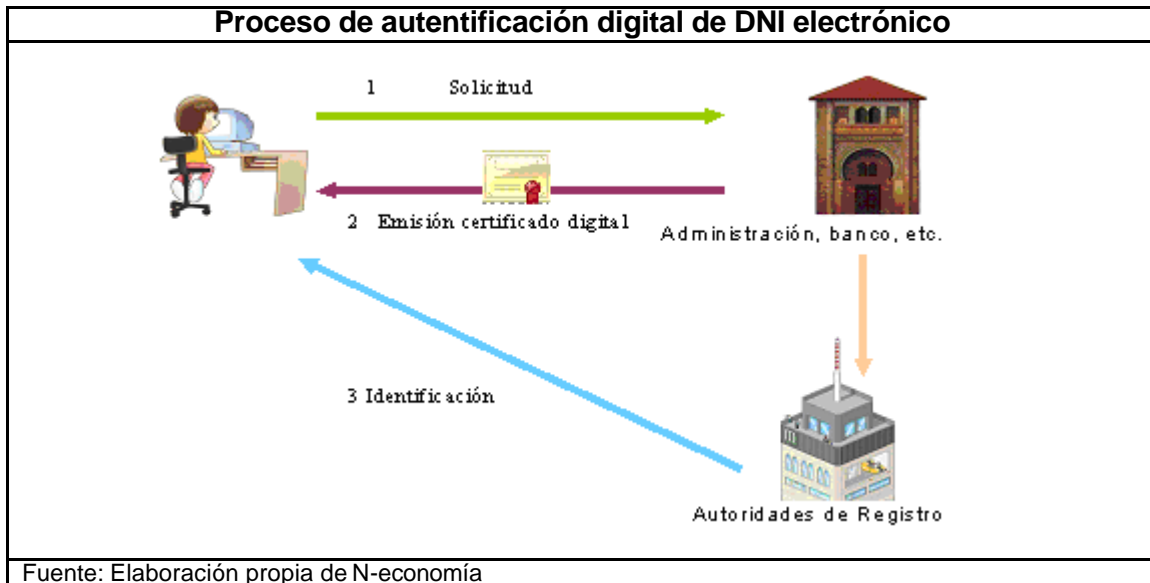 Proceso de autentificación digital de DNI electrónico
1 Solicitud
2 Emisión certificado digital
Administración, banco, etc.
3 Identificación
Autoridades de Registro
Fuente: Elaboración propia de N-economía